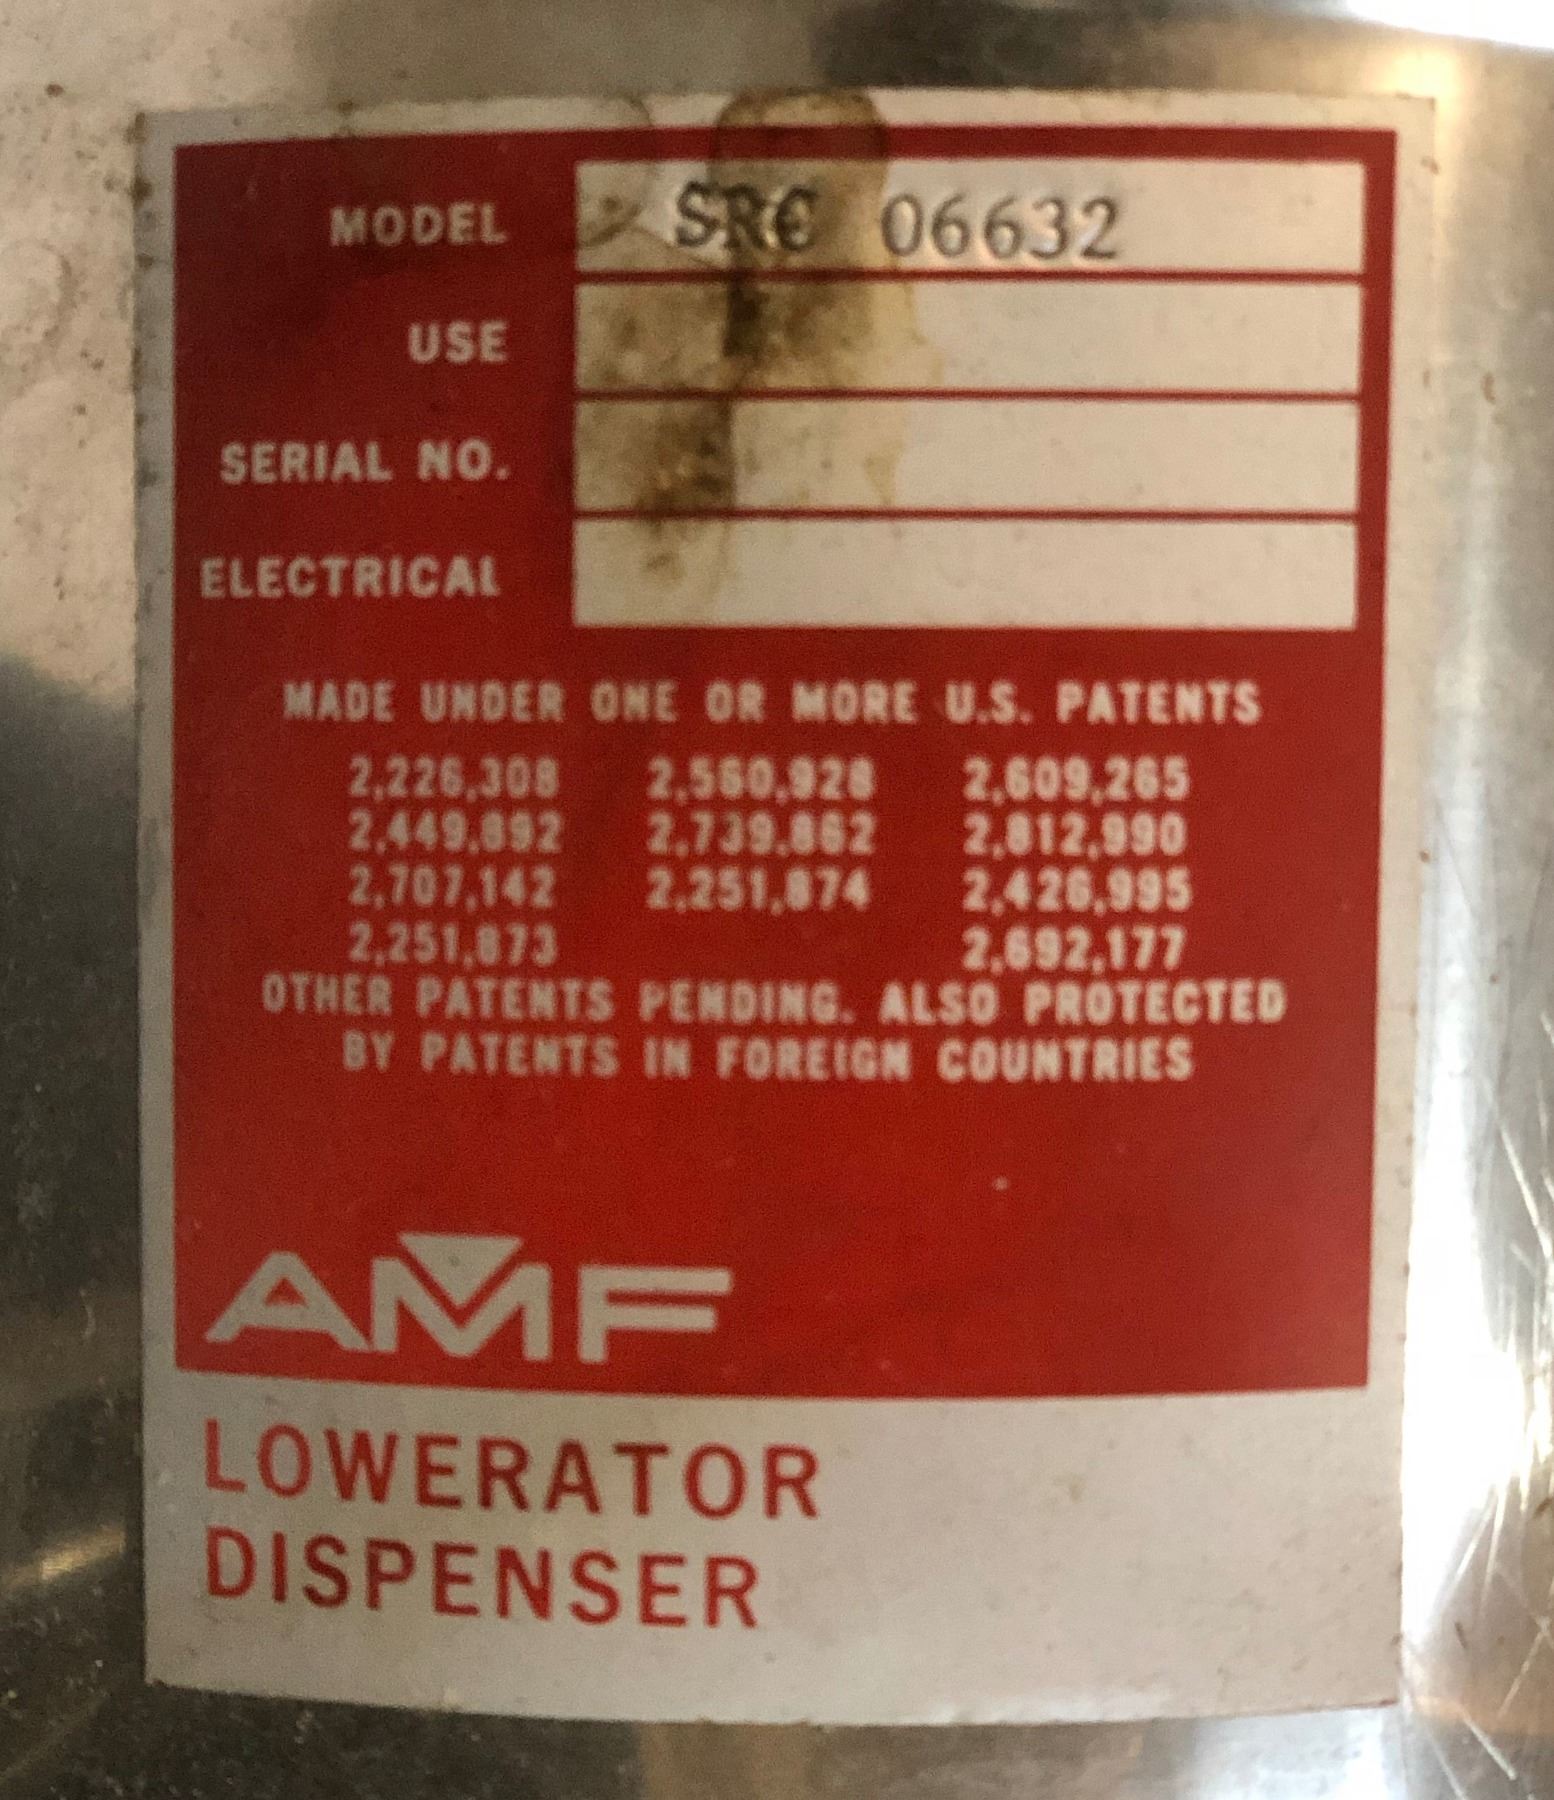 MODEL SRC 06632
USE
SERIAL NO.
ELECTRICAL
MADE UNDER ONE OR MORE U.S. PATENTS
2,226,308 2,560,928 2,609,265
2,449,892 2,739,862 2,812,990
2,707,142 2,251,874 2,426,995
2,251,873 2,692,177
OTHER PATENTS PENDING. ALSO PROTECTED
BY PATENTS IN FOREIGN COUNTRIES
AMF
LOWERATOR
DISPENSER